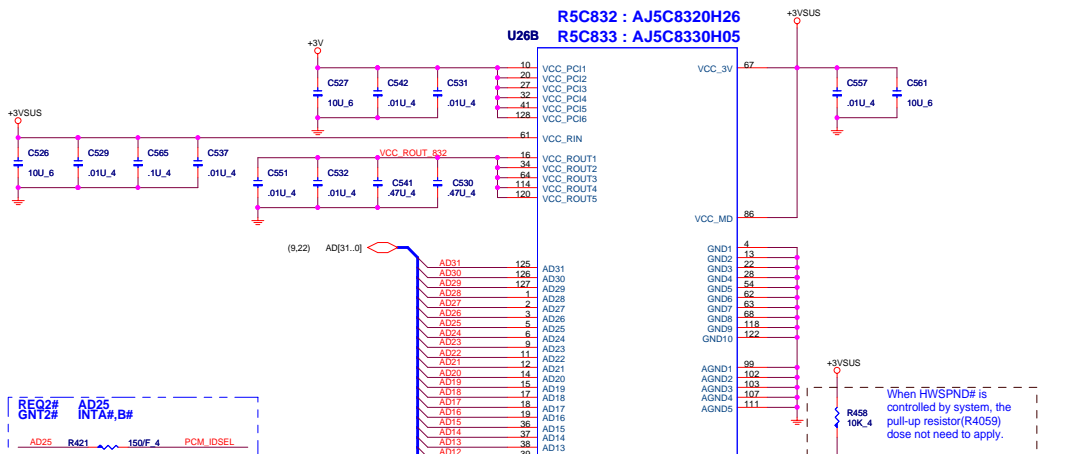 R5C832 : AJ5C8320H26
R5C833 : AJ5C8330H05
U26B
+3V
+3VSUS
C527
10U_6
C542
.01U_4
C531
.01U_4
10 VCC_PCI1
20 VCC_PCI2
27 VCC_PCI3
32 VCC_PCI4
41 VCC_PCI5
128 VCC_PCI6
VCC_3V 67
C557
.01U_4
C561
10U_6
+3VSUS
61 VCC_RIN
C526
10U_6
C529
.01U_4
C565
.1U_4
C537
.01U_4
VCC_ROUT_832
C551
.01U_4
C532
.01U_4
C541
.47U_4
C530
.47U_4
16 VCC_ROUT1
34 VCC_ROUT2
64 VCC_ROUT3
114 VCC_ROUT4
120 VCC_ROUT5
VCC_MD 86
(9,22) AD[31..0]
AD31 125 AD31
AD30 126 AD30
AD29 127 AD29
AD28 1 AD28
AD27 2 AD27
AD26 3 AD26
AD25 5 AD25
AD24 6 AD24
AD23 9 AD23
AD22 11 AD22
AD21 12 AD21
AD20 14 AD20
AD19 15 AD19
AD18 17 AD18
AD17 18 AD17
AD16 19 AD16
AD15 36 AD15
AD14 37 AD14
AD13 38 AD13
AD12 39
GND1 4
GND2 13
GND3 22
GND4 28
GND5 54
GND6 62
GND7 63
GND8 68
GND9 118
GND10 122
AGND1 99
AGND2 102
AGND3 103
AGND4 107
AGND5 111
REQ2# AD25
GNT2# INTA#,B#
AD25 R421 150/F_4 PCM_IDSEL
+3VSUS
R458
10K_4
When HWSPND# is
controlled by system, the
pull-up resistor(R4059)
dose not need to apply.